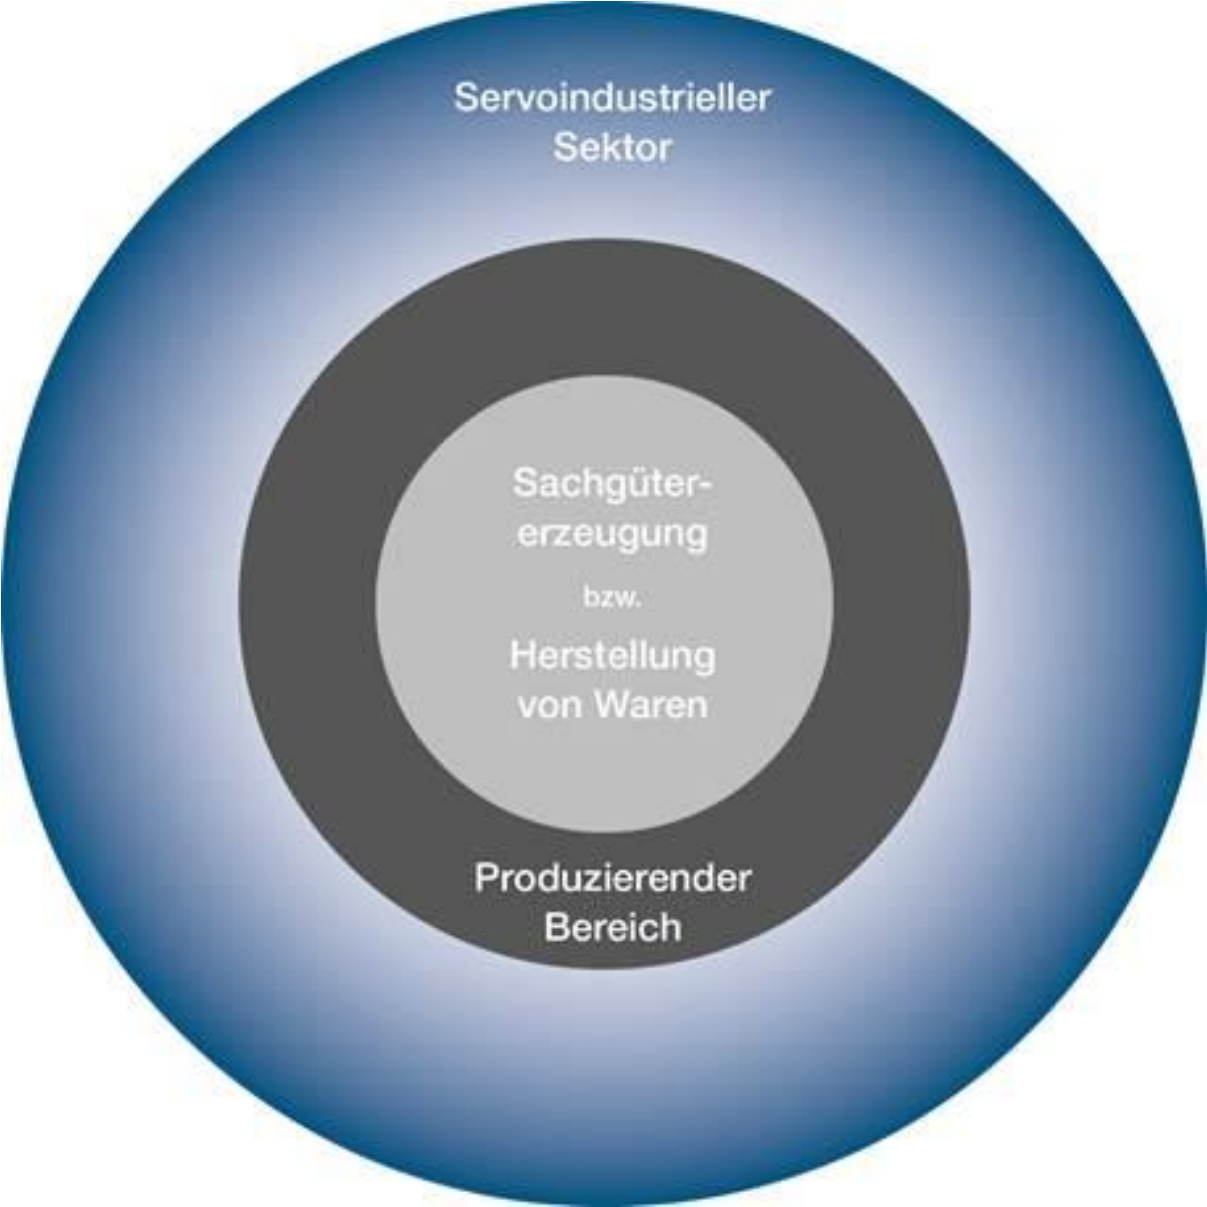 Servoindustrieller
Sektor
Sachgüter-
erzeugung
bzw.
Herstellung
von Waren
Produzierender
Bereich